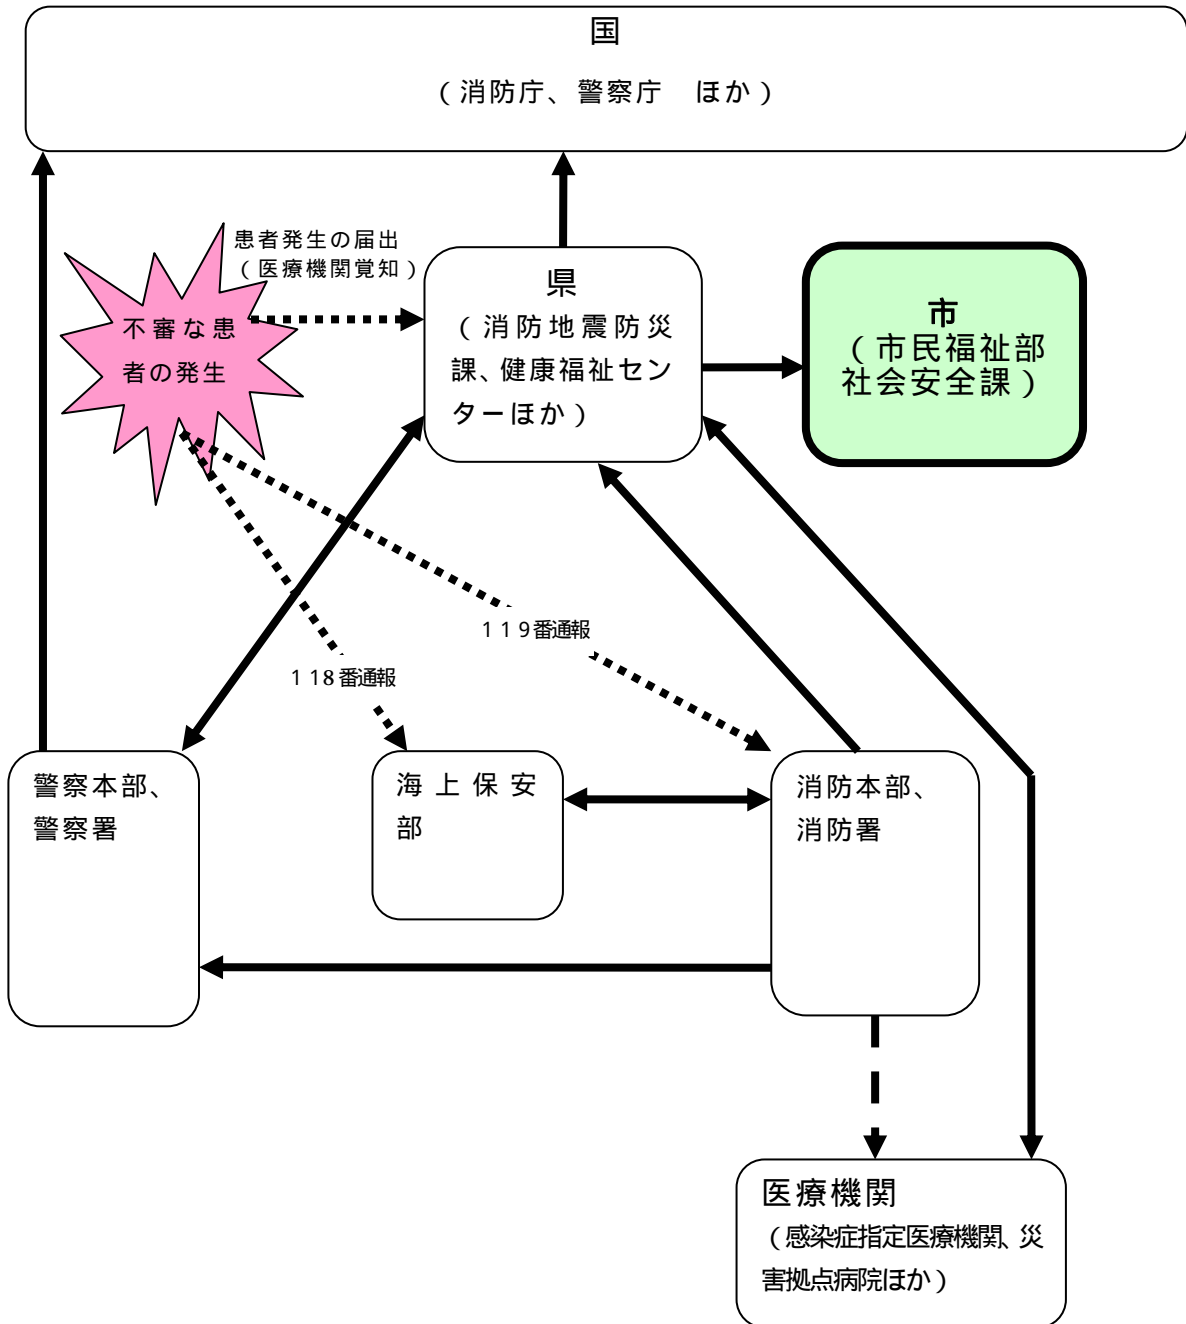 国
（消防庁、警察庁　ほか）
患者発生の届出
（医療機関覚知）
不審な患
者の発生
県
（消防地震防災
課、健康福祉セン
ターほか）
市
（市民福祉部
社会安全課）
119番通報
118番通報
警察本部、
警察署
海上保安
部
消防本部、
消防署
医療機関
（感染症指定医療機関、災
害拠点病院ほか）